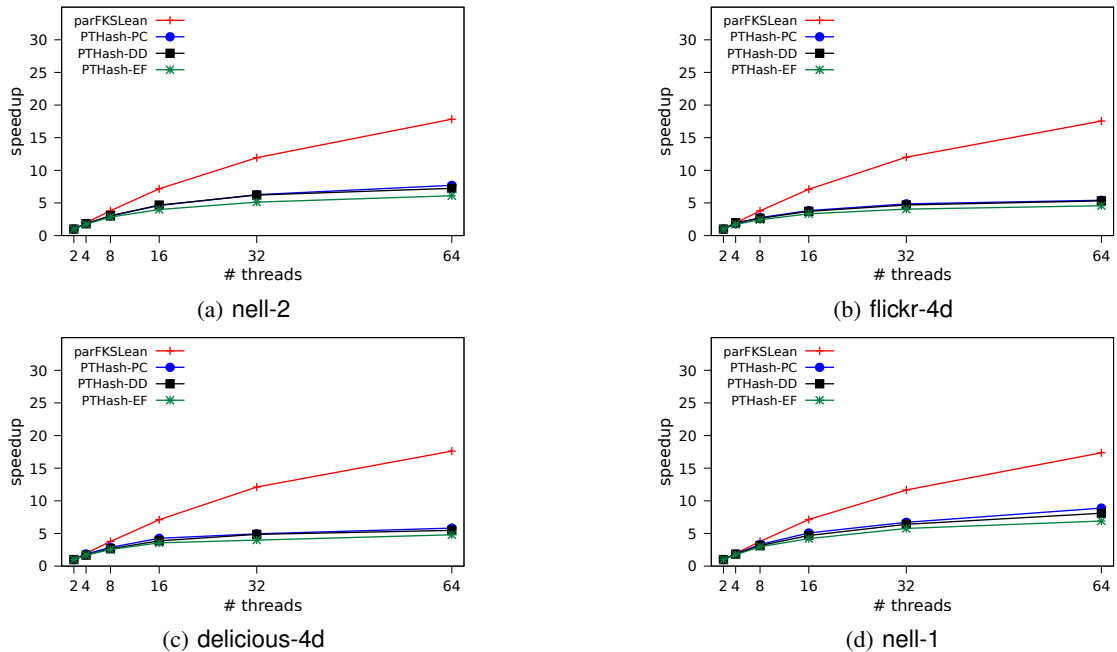 parFKSLean
PTHash-PC
PTHash-DD
PTHash-EF
speedup
35
30
25
20
15
10
5
0
2 4 8 16 32 64
# threads
(a) nell-2
parFKSLean
PTHash-PC
PTHash-DD
PTHash-EF
speedup
30
25
20
15
10
5
0
2 4 8 16 32 64
# threads
(b) flickr-4d
parFKSLean
PTHash-PC
PTHash-DD
PTHash-EF
speedup
30
25
20
15
10
5
0
2 4 8 16 32 64
# threads
(c) delicious-4d
parFKSLean
PTHash-PC
PTHash-DD
PTHash-EF
speedup
30
25
20
15
10
5
0
2 4 8 16 32 64
# threads
(d) nell-1